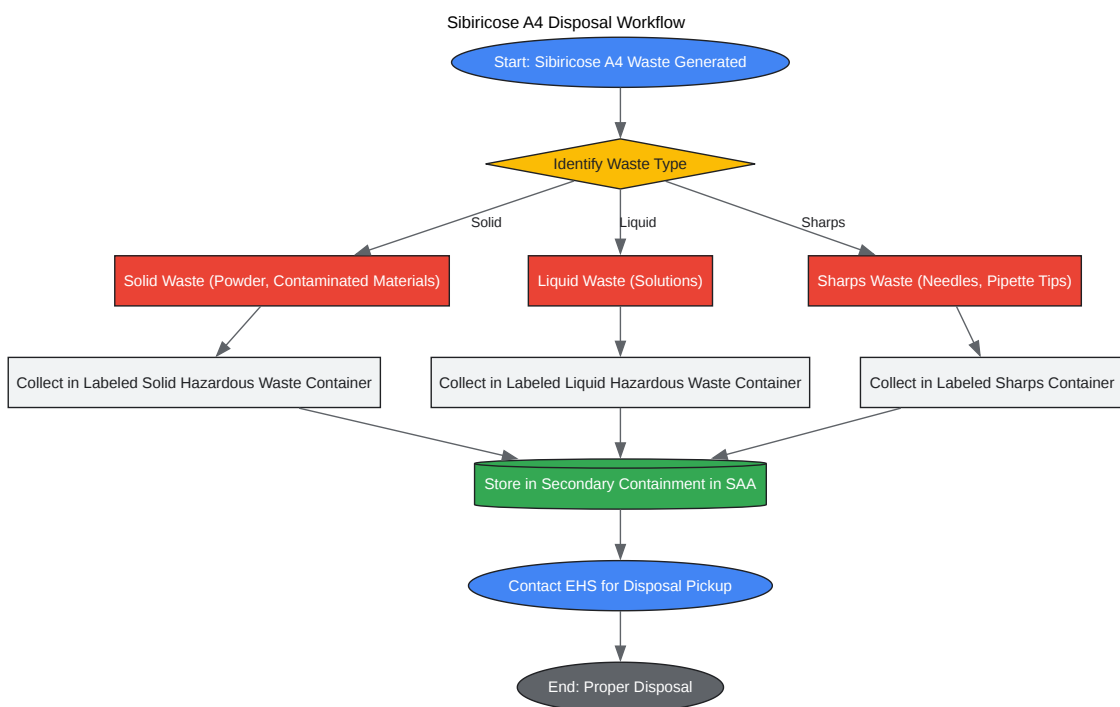 Sibiricose A4 Disposal Workflow
Start: Sibiricose A4 Waste Generated
Identify Waste Type
Solid
Liquid
Sharps
Solid Waste (Powder, Contaminated Materials)
Liquid Waste (Solutions)
Sharps Waste (Needles, Pipette Tips)
Collect in Labeled Solid Hazardous Waste Container
Collect in Labeled Liquid Hazardous Waste Container
Collect in Labeled Sharps Container
Store in Secondary Containment in SAA
Contact EHS for Disposal Pickup
End: Proper Disposal